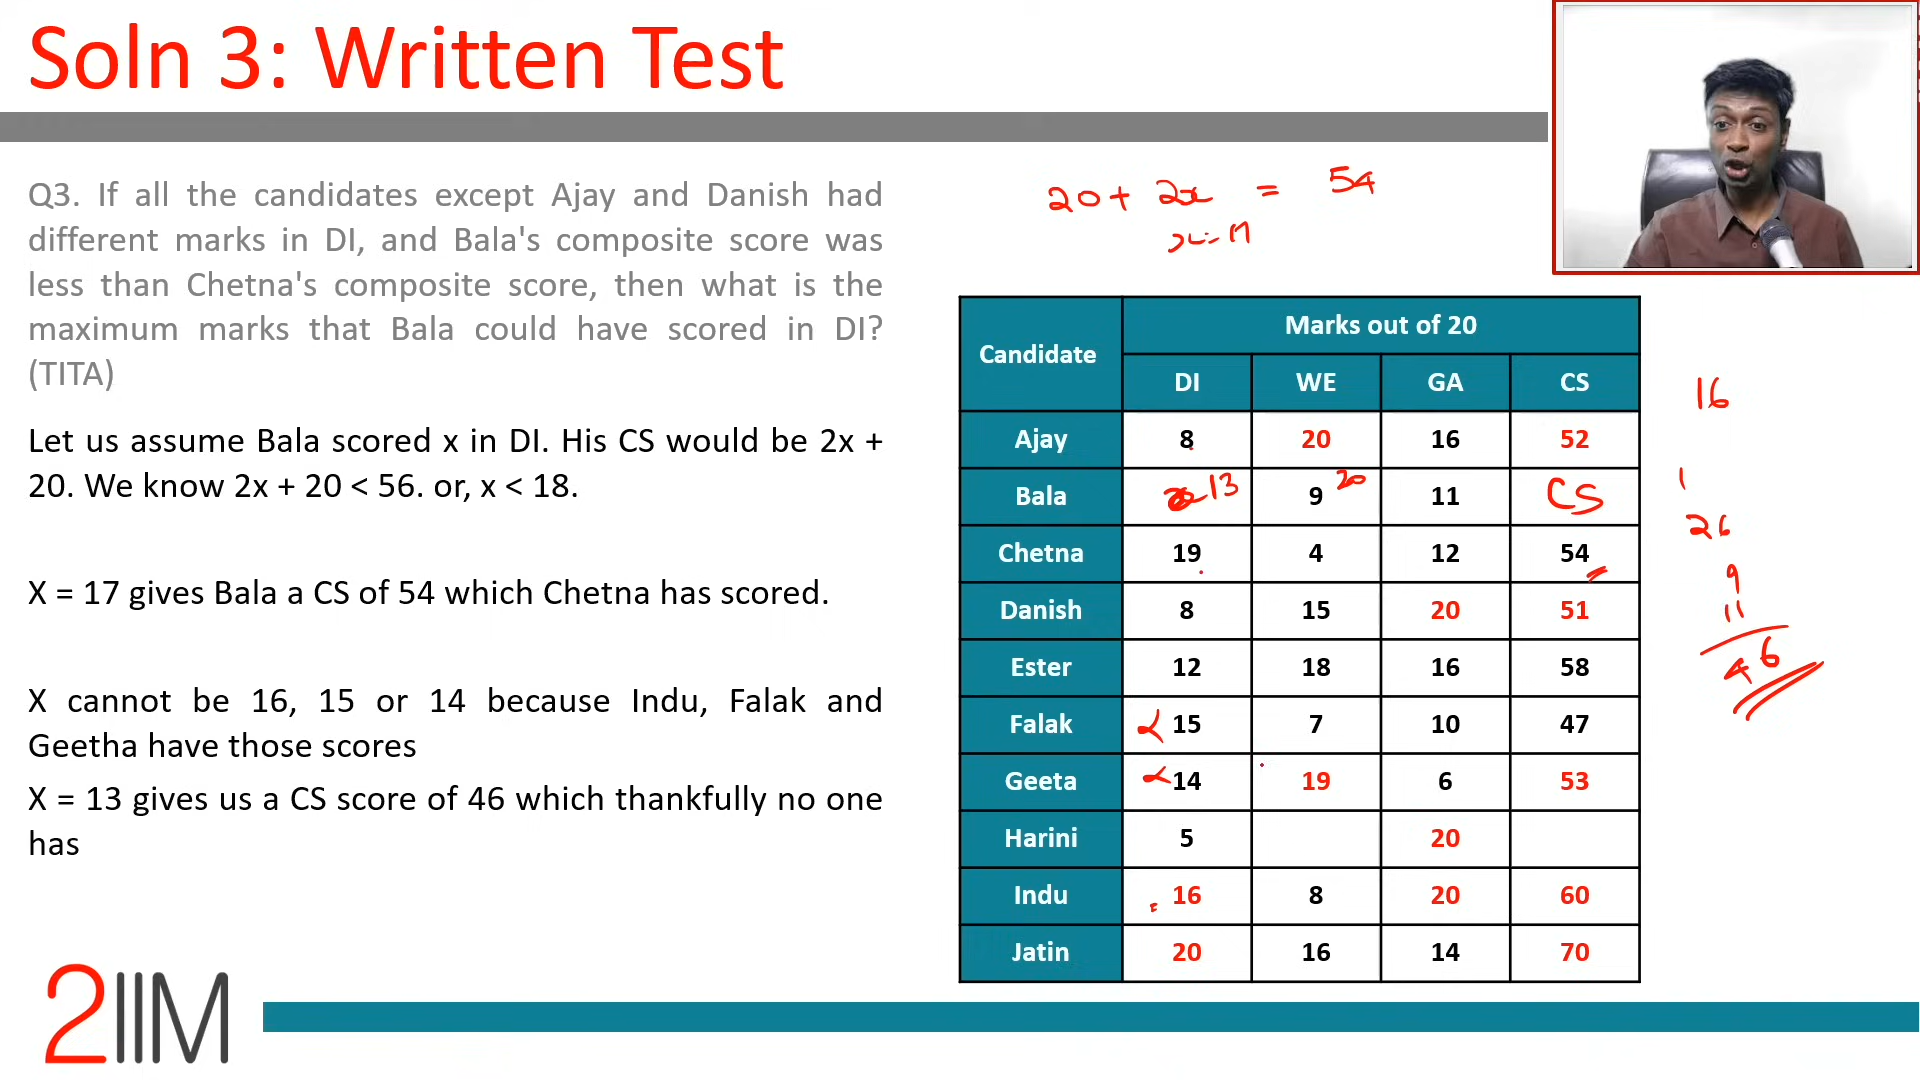 Soln 3: Written Test
Q3. If all the candidates except Ajay and Danish had
different marks in DI, and Bala's composite score was
less than Chetna's composite score, then what is the
maximum marks that Bala could have scored in DI?
(TITA)
Let us assume Bala scored x in DI. His CS would be 2x +
20. We know 2x + 20 < 56. or, x < 18.
X = 17 gives Bala a CS of 54 which Chetna has scored.
X cannot be 16, 15 or 14 because Indu, Falak and
Geetha have those scores
X = 13 gives us a CS score of 46 which thankfully no one
has
2IIM
20 + 2x = 54
Candidate Marks out of 20
DI WE GA CS
Ajay 8 20 16 52
Bala 13 9 20 11 CS
Chetna 19 4 12 54
Danish 8 15 20 51
Ester 12 18 16 58
Falak 15 7 10 47
Geeta 14 19 6 53
Harini 5 20
Indu 16 8 20 60
Jatin 20 16 14 70
16
26
9
11
46